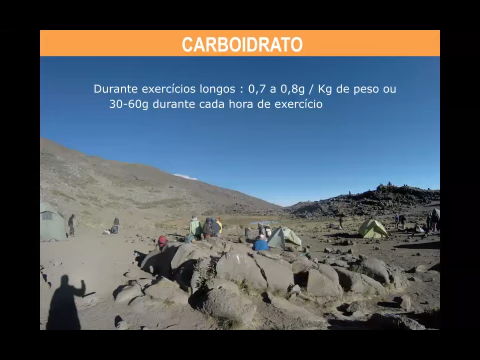 CARBOIDRATO
Durante exercícios longos : 0,7 a 0,8g / Kg de peso ou
30-60g durante cada hora de exercício